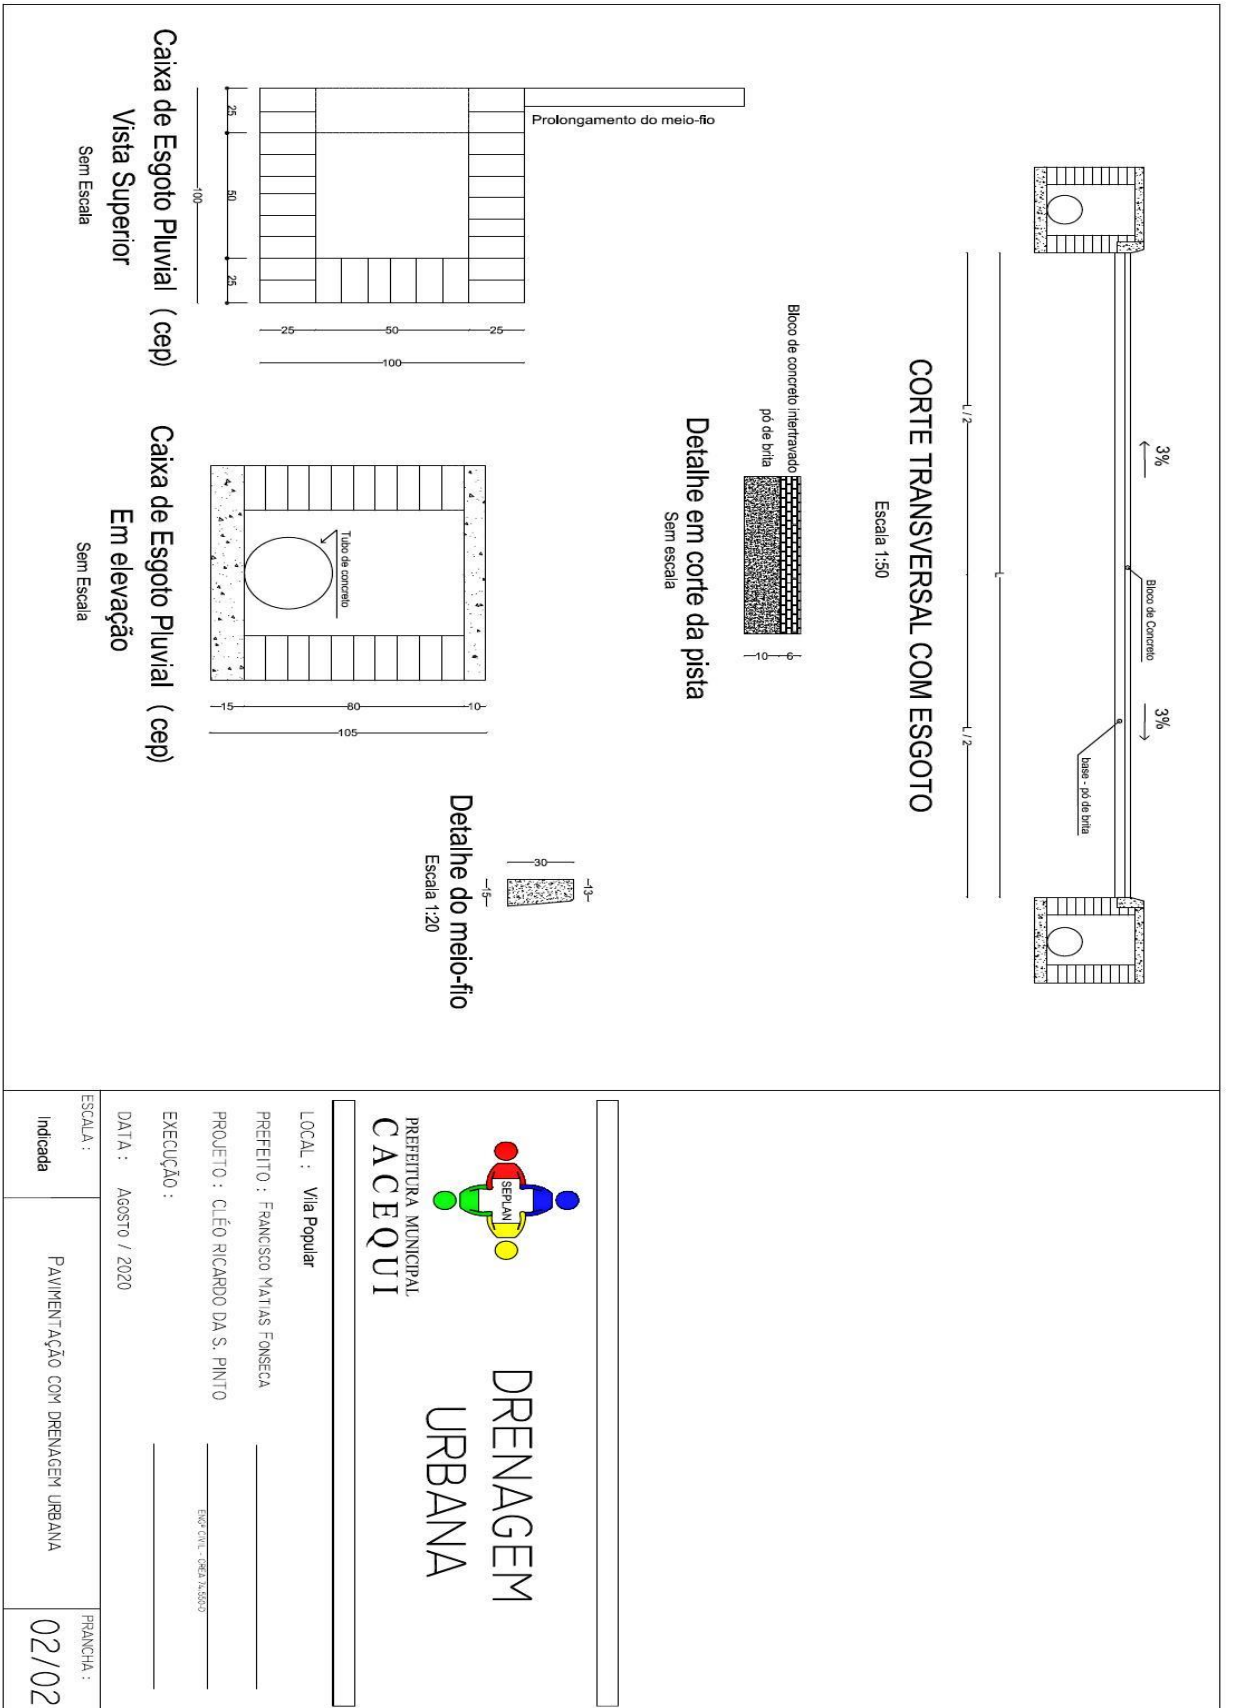 3%
3%
Bloco de Concreto
base - pó de brita
L
L / 2
L / 2
CORTE TRANSVERSAL COM ESGOTO
Escala 1:50
Bloco de concreto intertravado
pó de brita
10
6
Detalhe em corte da pista
Sem escala
Prolongamento do meio-fio
25
50
25
100
25
50
25
100
Caixa de Esgoto Pluvial ( cep)
Vista Superior
Sem Escala
Tubo de concreto
10
80
15
105
Caixa de Esgoto Pluvial ( cep)
Em elevação
Sem Escala
13
30
15
Detalhe do meio-fio
Escala 1:20
SEPLAN
PREFEITURA MUNICIPAL
CACEQUI
DRENAGEM
URBANA
LOCAL : Vila Popular
PREFEITO : FRANCISCO MATIAS FONSECA
PROJETO : CLÉO RICARDO DA S. PINTO
ENGº CIVIL - CREA 74.550-D
EXECUÇÃO :
DATA : AGOSTO / 2020
ESCALA :
Indicada
PAVIMENTAÇÃO COM DRENAGEM URBANA
PRANCHA :
02/02